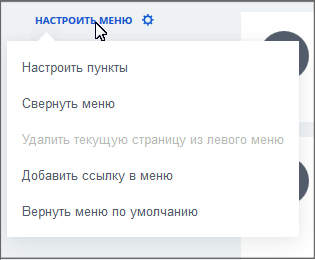 НАСТРОИТЬ МЕНЮ
Настроить пункты
Свернуть меню
Удалить текущую страницу из левого меню
Добавить ссылку в меню
Вернуть меню по умолчанию